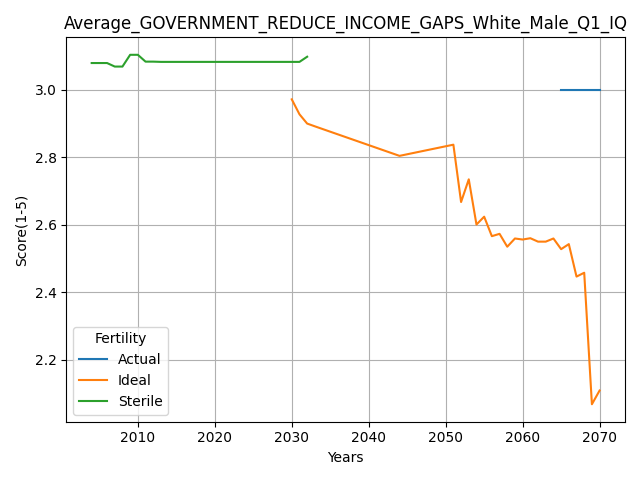 Average_GOVERNMENT_REDUCE_INCOME_GAPS_White_Male_Q1_IQ
Score(1-5)
3.0
2.8
2.6
2.4
2.2
Fertility
Actual
Ideal
Sterile
2010 2020 2030 2040 2050 2060 2070
Years